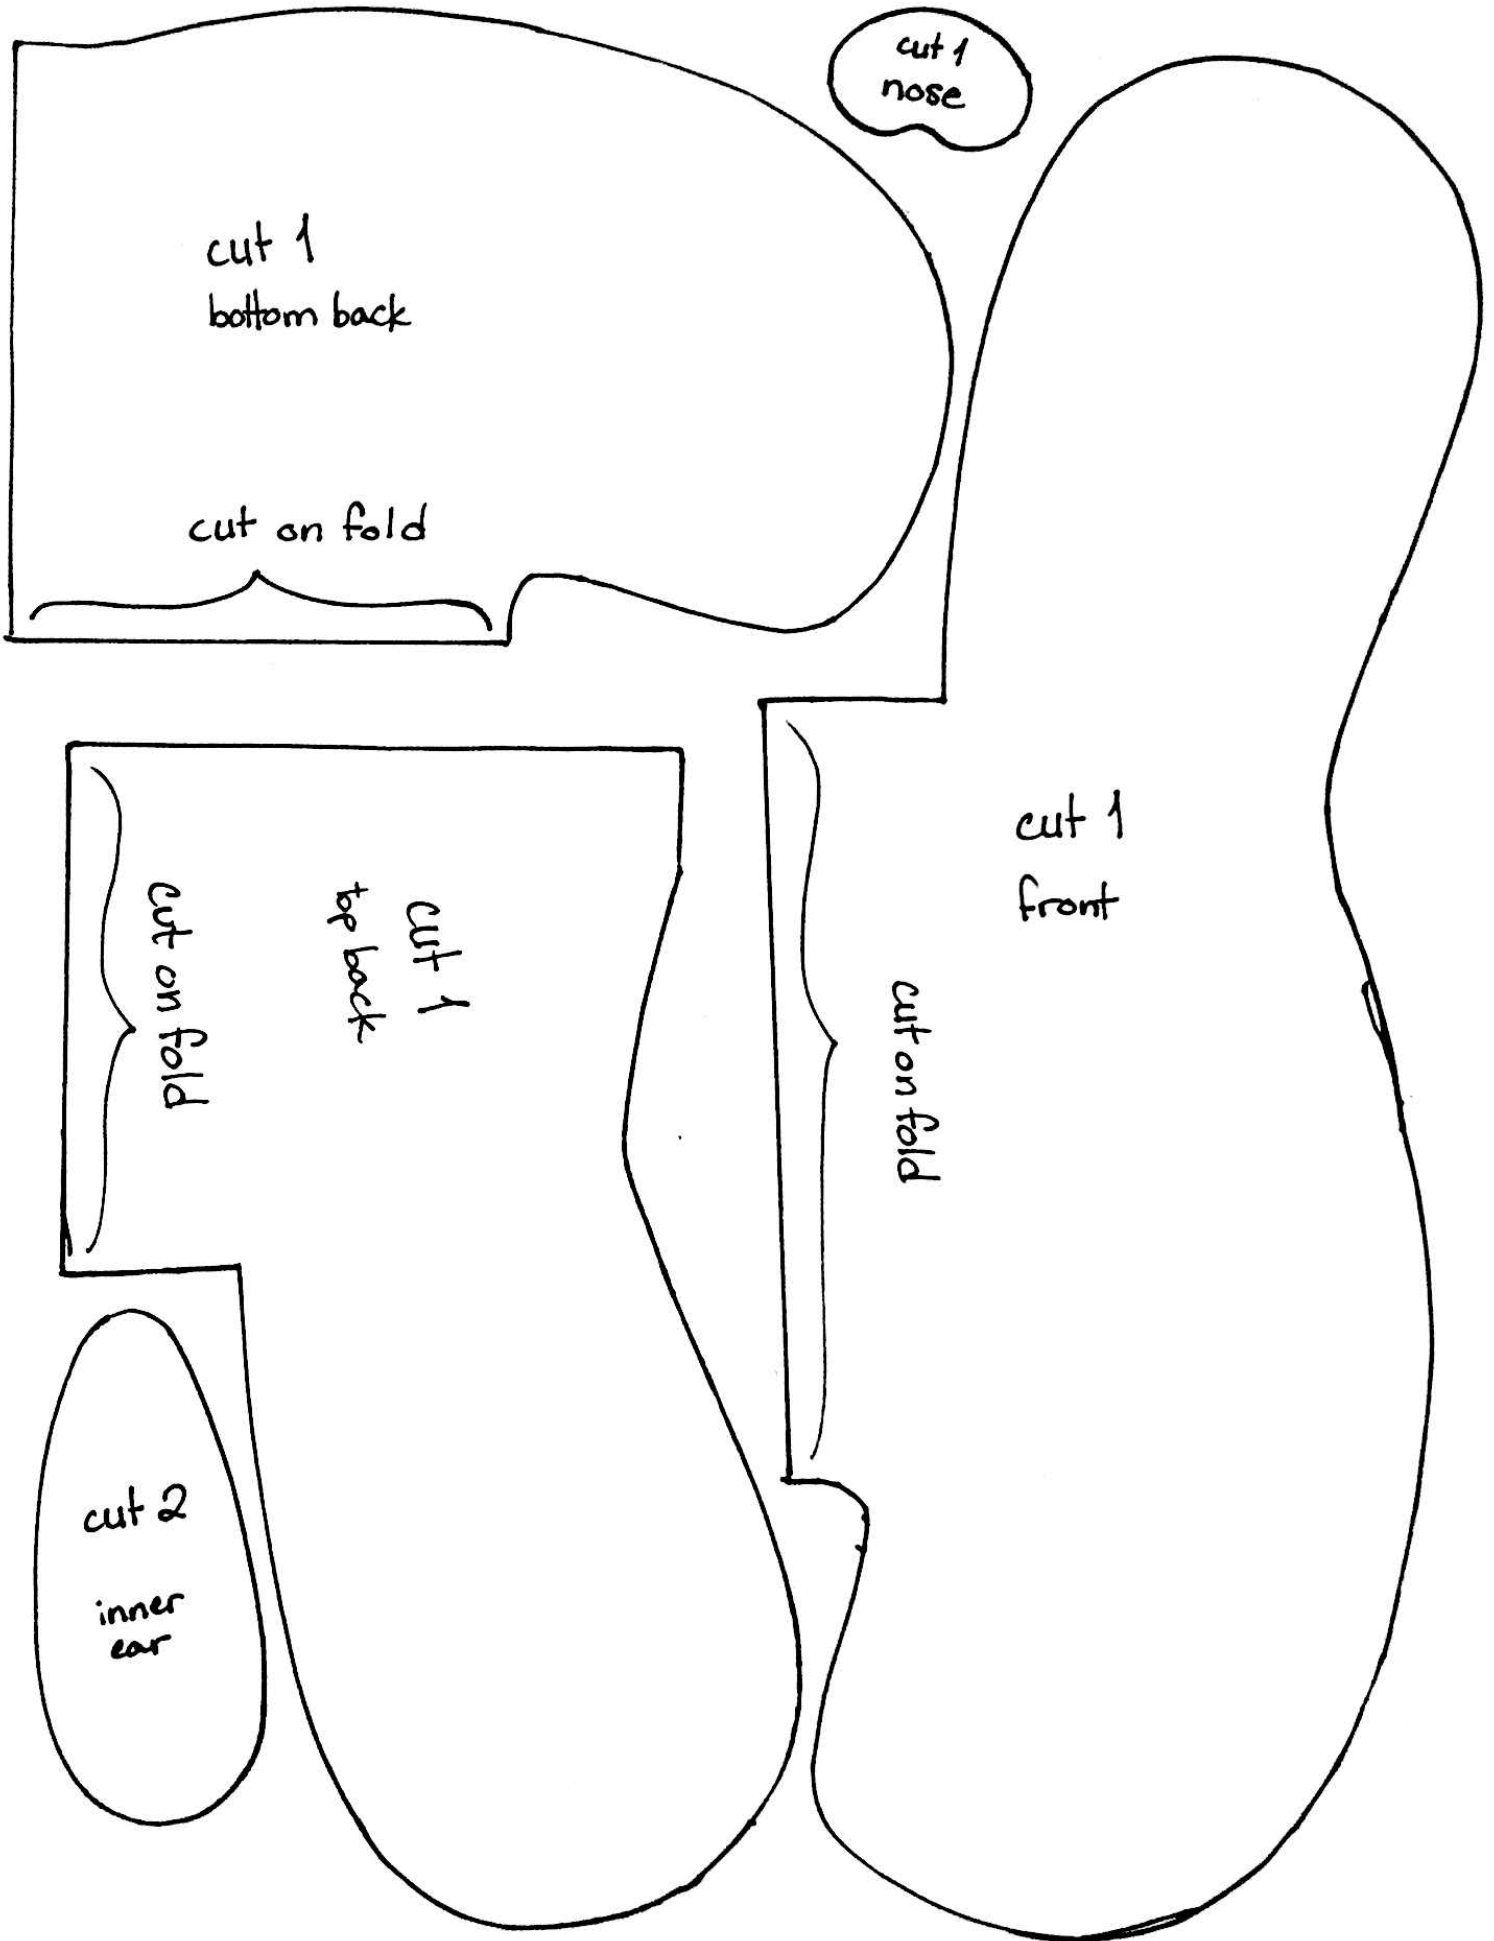 cut 1
nose
cut 1
bottom back
cut on fold
cut 1
front
cut on fold
cut 1
top back
cut on fold
cut 2
inner
ear